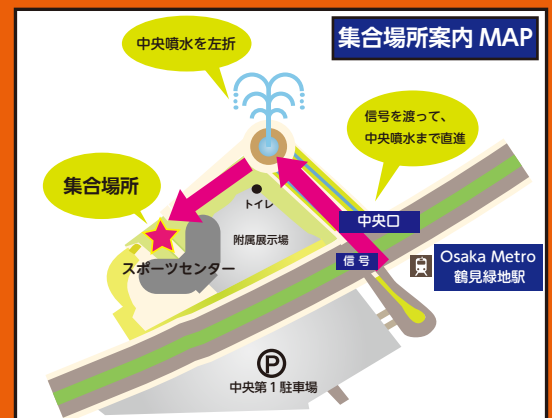 集合場所案内 MAP
中央噴水を左折
信号を渡って、
中央噴水まで直進
集合場所
トイレ
中央口
附属展示場
信号
Osaka Metro
鶴見緑地駅
スポーツセンター
P
中央第1駐車場